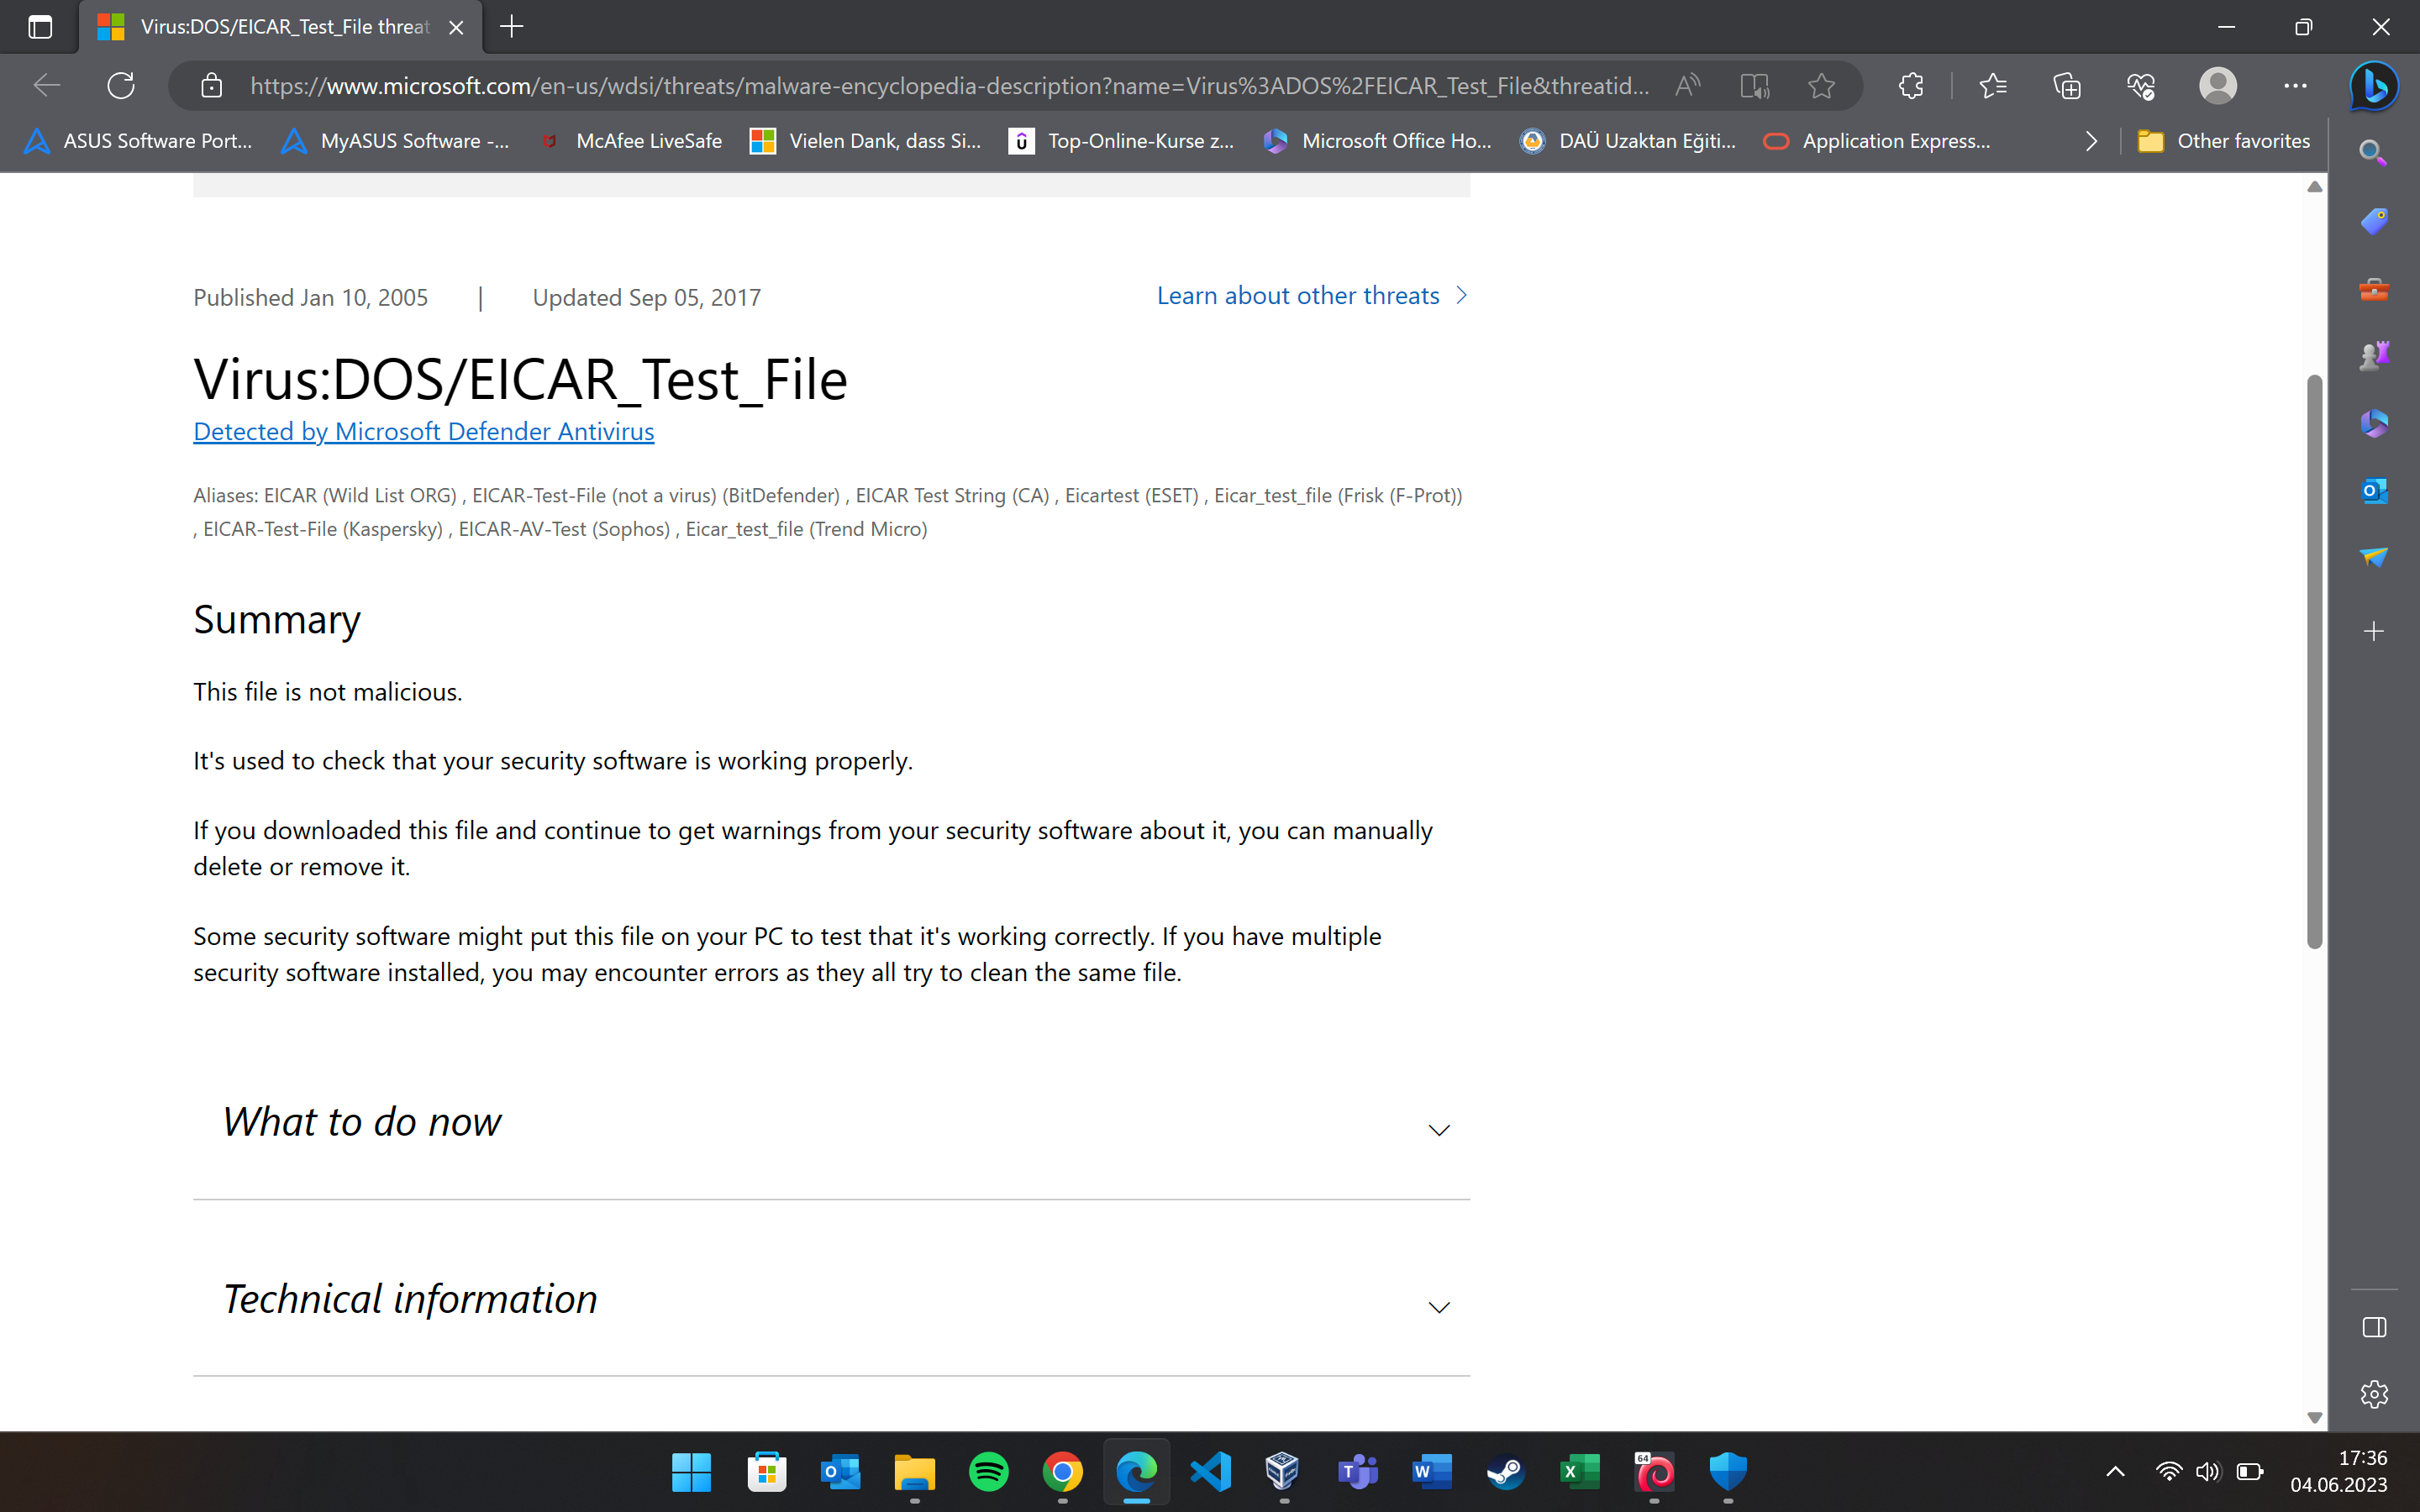 Virus:DOS/EICAR_Test_File threat
https://www.microsoft.com/en-us/wdsi/threats/malware-encyclopedia-description?name=Virus%3ADOS%2FEICAR_Test_File&threatid...
ASUS Software Port... MyASUS Software -... McAfee LiveSafe Vielen Dank, dass Si... Top-Online-Kurse z... Microsoft Office Ho... DAÜ Uzaktan Eğiti... Application Express... Other favorites
Published Jan 10, 2005 | Updated Sep 05, 2017 Learn about other threats
Virus:DOS/EICAR_Test_File
Detected by Microsoft Defender Antivirus
Aliases: EICAR (Wild List ORG) , EICAR-Test-File (not a virus) (BitDefender) , EICAR Test String (CA) , Eicartest (ESET) , Eicar_test_file (Frisk (F-Prot))
, EICAR-Test-File (Kaspersky) , EICAR-AV-Test (Sophos) , Eicar_test_file (Trend Micro)
Summary
This file is not malicious.
It's used to check that your security software is working properly.
If you downloaded this file and continue to get warnings from your security software about it, you can manually
delete or remove it.
Some security software might put this file on your PC to test that it's working correctly. If you have multiple
security software installed, you may encounter errors as they all try to clean the same file.
What to do now
Technical information
64
17:36
04.06.2023